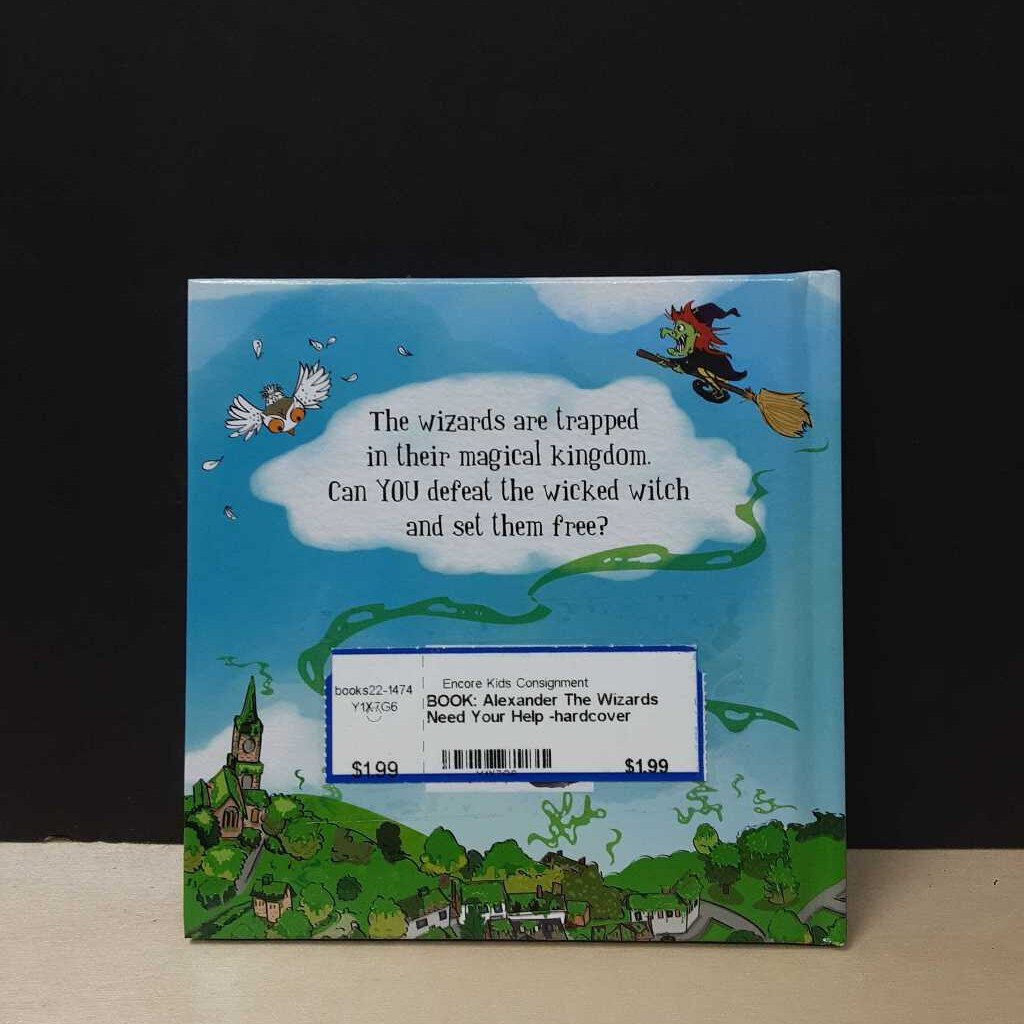 The wizards are trapped
in their magical kingdom.
Can YOU defeat the wicked witch
and set them free?
books22-1474
Y1X7G6
$1.99
Encore Kids Consignment
BOOK: Alexander The Wizards
Need Your Help -hardcover
$1.99